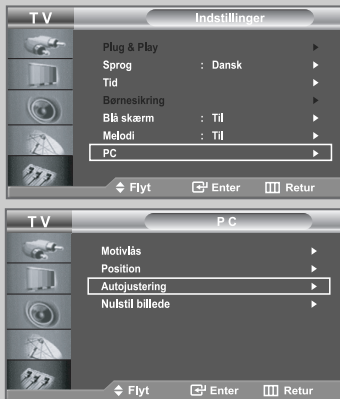 TV Indstillinger
Plug & Play
Sprog : Dansk
Tid
Børnesikring
Blå skærm : Til
Melodi : Til
PC
Flyt Enter Retur
TV PC
Motivlås
Position
Autojustering
Nulstil billede
Flyt Enter Retur